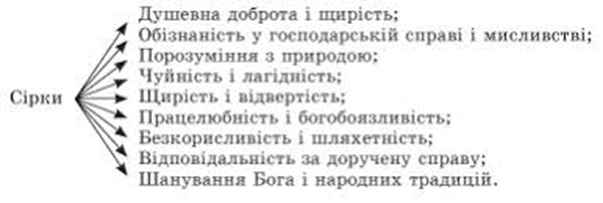 Душевна доброта і щирість;
Обізнаність у господарській справі і мисливстві;
Порозуміння з природою;
Чуйність і лагідність;
Сірки
Щирість і відвертість;
Працелюбність і богобоязливість;
Безкорисливість і шляхетність;
Відповідальність за доручену справу;
Шанування Бога і народних традицій.